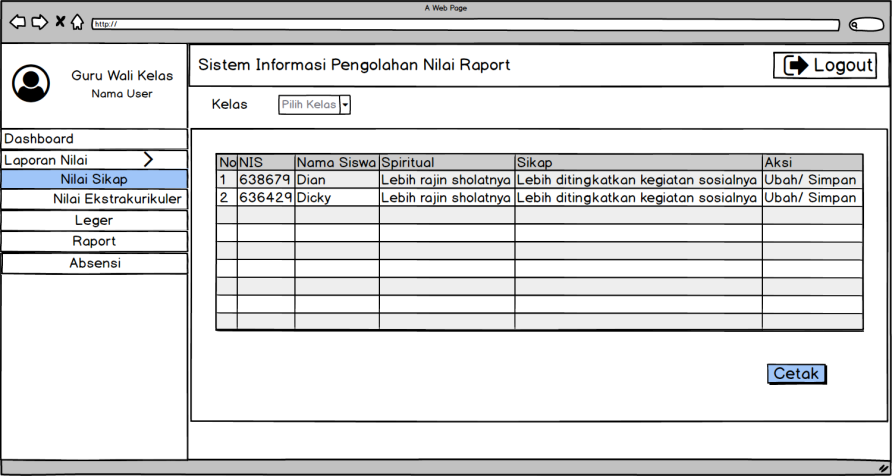 A Web Page
http://
Guru Wali Kelas
Nama User
Sistem Informasi Pengolahan Nilai Raport
Logout
Kelas Pilih Kelas
Dashboard
Laporan Nilai
Nilai Sikap
Nilai Ekstrakurikuler
Leger
Raport
Absensi
No NIS Nama Siswa Spiritual Sikap Aksi
1 638679 Dian Lebih rajin sholatnya Lebih ditingkatkan kegiatan sosialnya Ubah/ Simpan
2 636429 Dicky Lebih rajin sholatnya Lebih ditingkatkan kegiatan sosialnya Ubah/ Simpan
Cetak